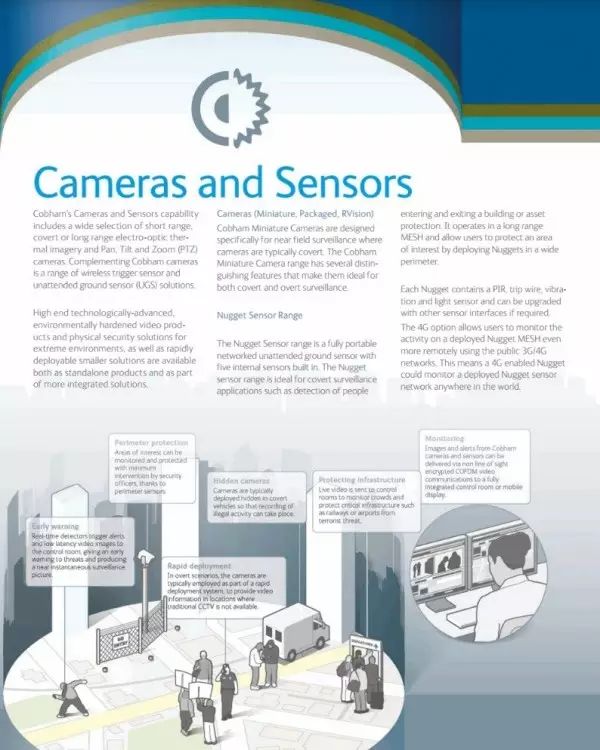 Cameras and Sensors
Cobham's Cameras and Sensors capability
includes a wide selection of short range,
covert or long range electro-optic ther-
mal imagery and Pan, Tilt and Zoom (PTZ)
cameras. Complementing Cobham cameras
is a range of wireless trigger sensor and
unattended ground sensor (UGS) solutions.
High end technologically-advanced,
environmentally hardened video prod-
ucts and physical security solutions for
extreme environments, as well as rapidly
deployable smaller solutions are available
both as standalone products and as part
of more integrated solutions.
Cameras (Miniature, Packaged, RVision)
Cobham Miniature Cameras are designed
specifically for near field surveillance where
cameras are typically covert. The Cobham
Miniature Camera range has several distin-
guishing features that make them ideal for
both covert and overt surveillance.
Nugget Sensor Range
The Nugget Sensor range is a fully portable
networked unattended ground sensor with
five internal sensors built in. The Nugget
sensor range is ideal for covert surveillance
applications such as detection of people
entering and exiting a building or asset
protection. It operates in a long range
MESH and allow users to protect an area
of interest by deploying Nuggets in a wide
perimeter.
Each Nugget contains a PIR, trip wire, vibra-
tion and light sensor and can be upgraded
with other sensor interfaces if required.
The 4G option allows users to monitor the
activity on a deployed Nugget MESH even
more remotely using the public 3G/4G
networks. This means a 4G enabled Nugget
could monitor a deployed Nugget sensor
network anywhere in the world.
Perimeter protection
Areas of interest can be
monitored and protected
with minimum
intervention by security
officers, thanks to
perimeter sensors
Hidden cameras
Cameras are typically
deployed hidden in covert
vehicles so that recording of
illegal activity can take place.
Protecting infrastructure
Live video is sent to control
rooms to monitor crowds and
protect critical infrastructure such
as railways or airports from
terrorist threat.
Monitoring
Images and alerts from Cobham
cameras and sensors can be
delivered via non line of sight
encrypted COFDM video
communications to a fully
integrated control room or mobile
display.
Early warning
Real-time detectors trigger alerts
and low latency video images to
the control room, giving an early
warning to threats and producing
a near instantaneous surveillance
picture.
Rapid deployment
In overt scenarios, the cameras are
typically employed as part of a rapid
deployment system, to provide video
information in locations where
traditional CCTV is not available.
NO
ENTRY
DEPARTURES